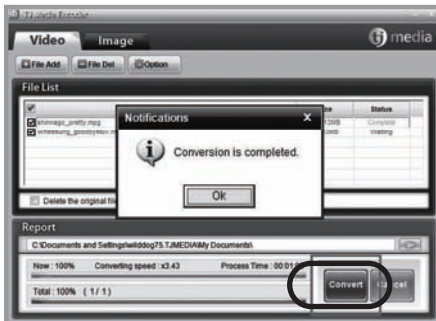 TJ Media Encoder
Video Image
media
File Add File Del Option
File List
Status
shinhago_pretty.mpg Complete
Waiting
Notifications X
Conversion is completed.
Ok
Delete the original
Report
C:\Documents and Settings\wilddog75.TJMEDIA\My Documents\
Now : 100% Converting speed : x3.43 Process Time : 00:01
Total : 100% ( 1 / 1 )
Convert